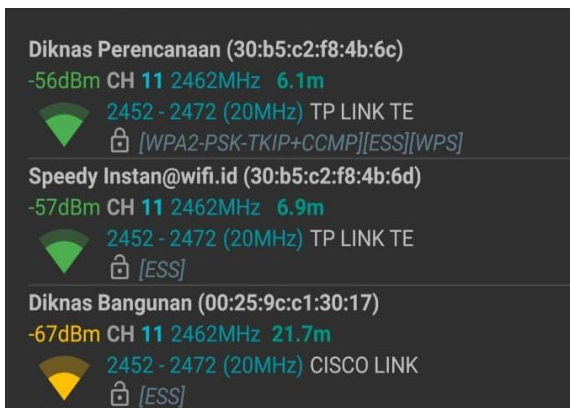 Diknas Perencanaan (30:b5:c2:f8:4b:6c)
-56dBm CH 11 2462MHz 6.1m
2452 - 2472 (20MHz) TP LINK TE
[WPA2-PSK-TKIP+CCMP][ESS][WPS]
Speedy Instan@wifi.id (30:b5:c2:f8:4b:6d)
-57dBm CH 11 2462MHz 6.9m
2452 - 2472 (20MHz) TP LINK TE
[ESS]
Diknas Bangunan (00:25:9c:c1:30:17)
-67dBm CH 11 2462MHz 21.7m
2452 - 2472 (20MHz) CISCO LINK
[ESS]